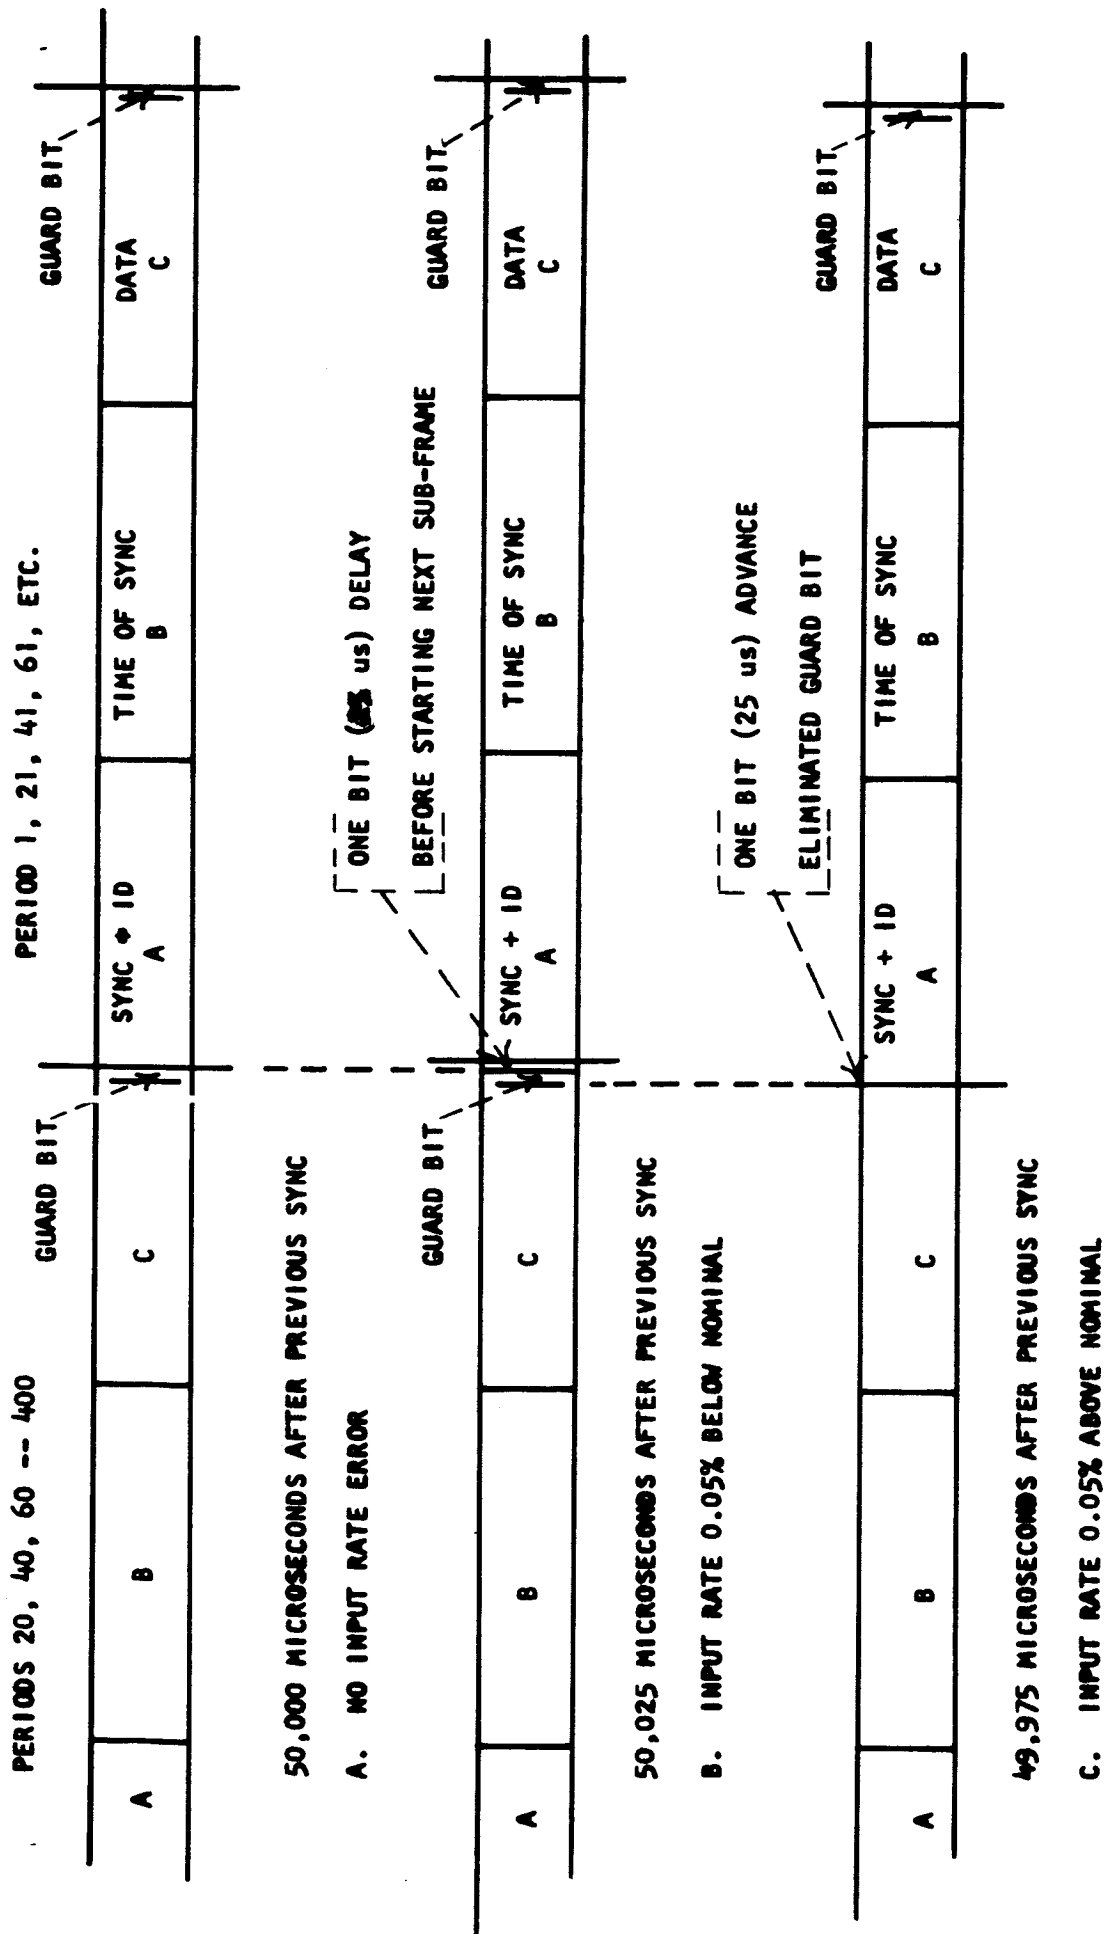 PERIODS 20, 40, 60 -- 400
PERIOD 1, 21, 41, 61, ETC.
GUARD BIT
GUARD BIT
A
B
C
SYNC + ID
A
TIME OF SYNC
B
DATA
C
50,000 MICROSECONDS AFTER PREVIOUS SYNC
A. NO INPUT RATE ERROR
ONE BIT ( us) DELAY
BEFORE STARTING NEXT SUB-FRAME
GUARD BIT
GUARD BIT
A
B
C
SYNC + ID
A
TIME OF SYNC
B
DATA
C
50,025 MICROSECONDS AFTER PREVIOUS SYNC
B. INPUT RATE 0.05% BELOW NOMINAL
ONE BIT (25 us) ADVANCE
ELIMINATED GUARD BIT
GUARD BIT
A
B
C
SYNC + ID
A
TIME OF SYNC
B
DATA
C
49,975 MICROSECONDS AFTER PREVIOUS SYNC
C. INPUT RATE 0.05% ABOVE NOMINAL